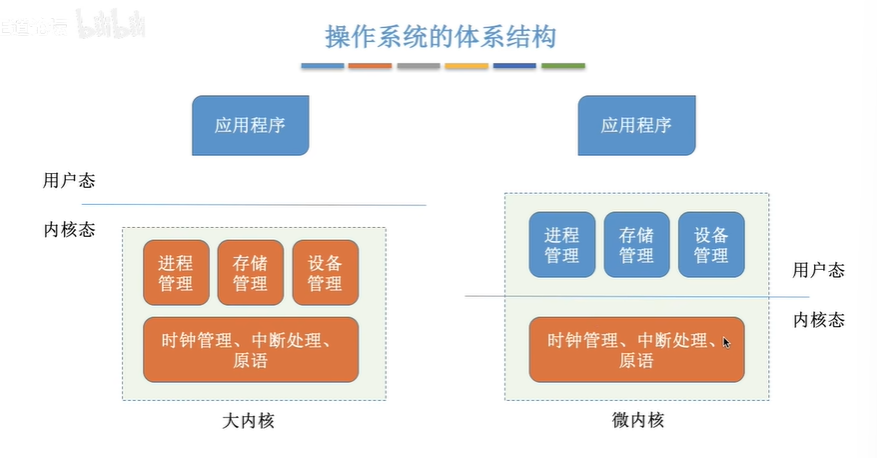 bilibili
操作系统的体系结构
应用程序
应用程序
用户态
内核态
进程
管理
存储
管理
设备
管理
时钟管理、中断处理、
原语
大内核
进程
管理
存储
管理
设备
管理
用户态
内核态
时钟管理、中断处理、
原语
微内核